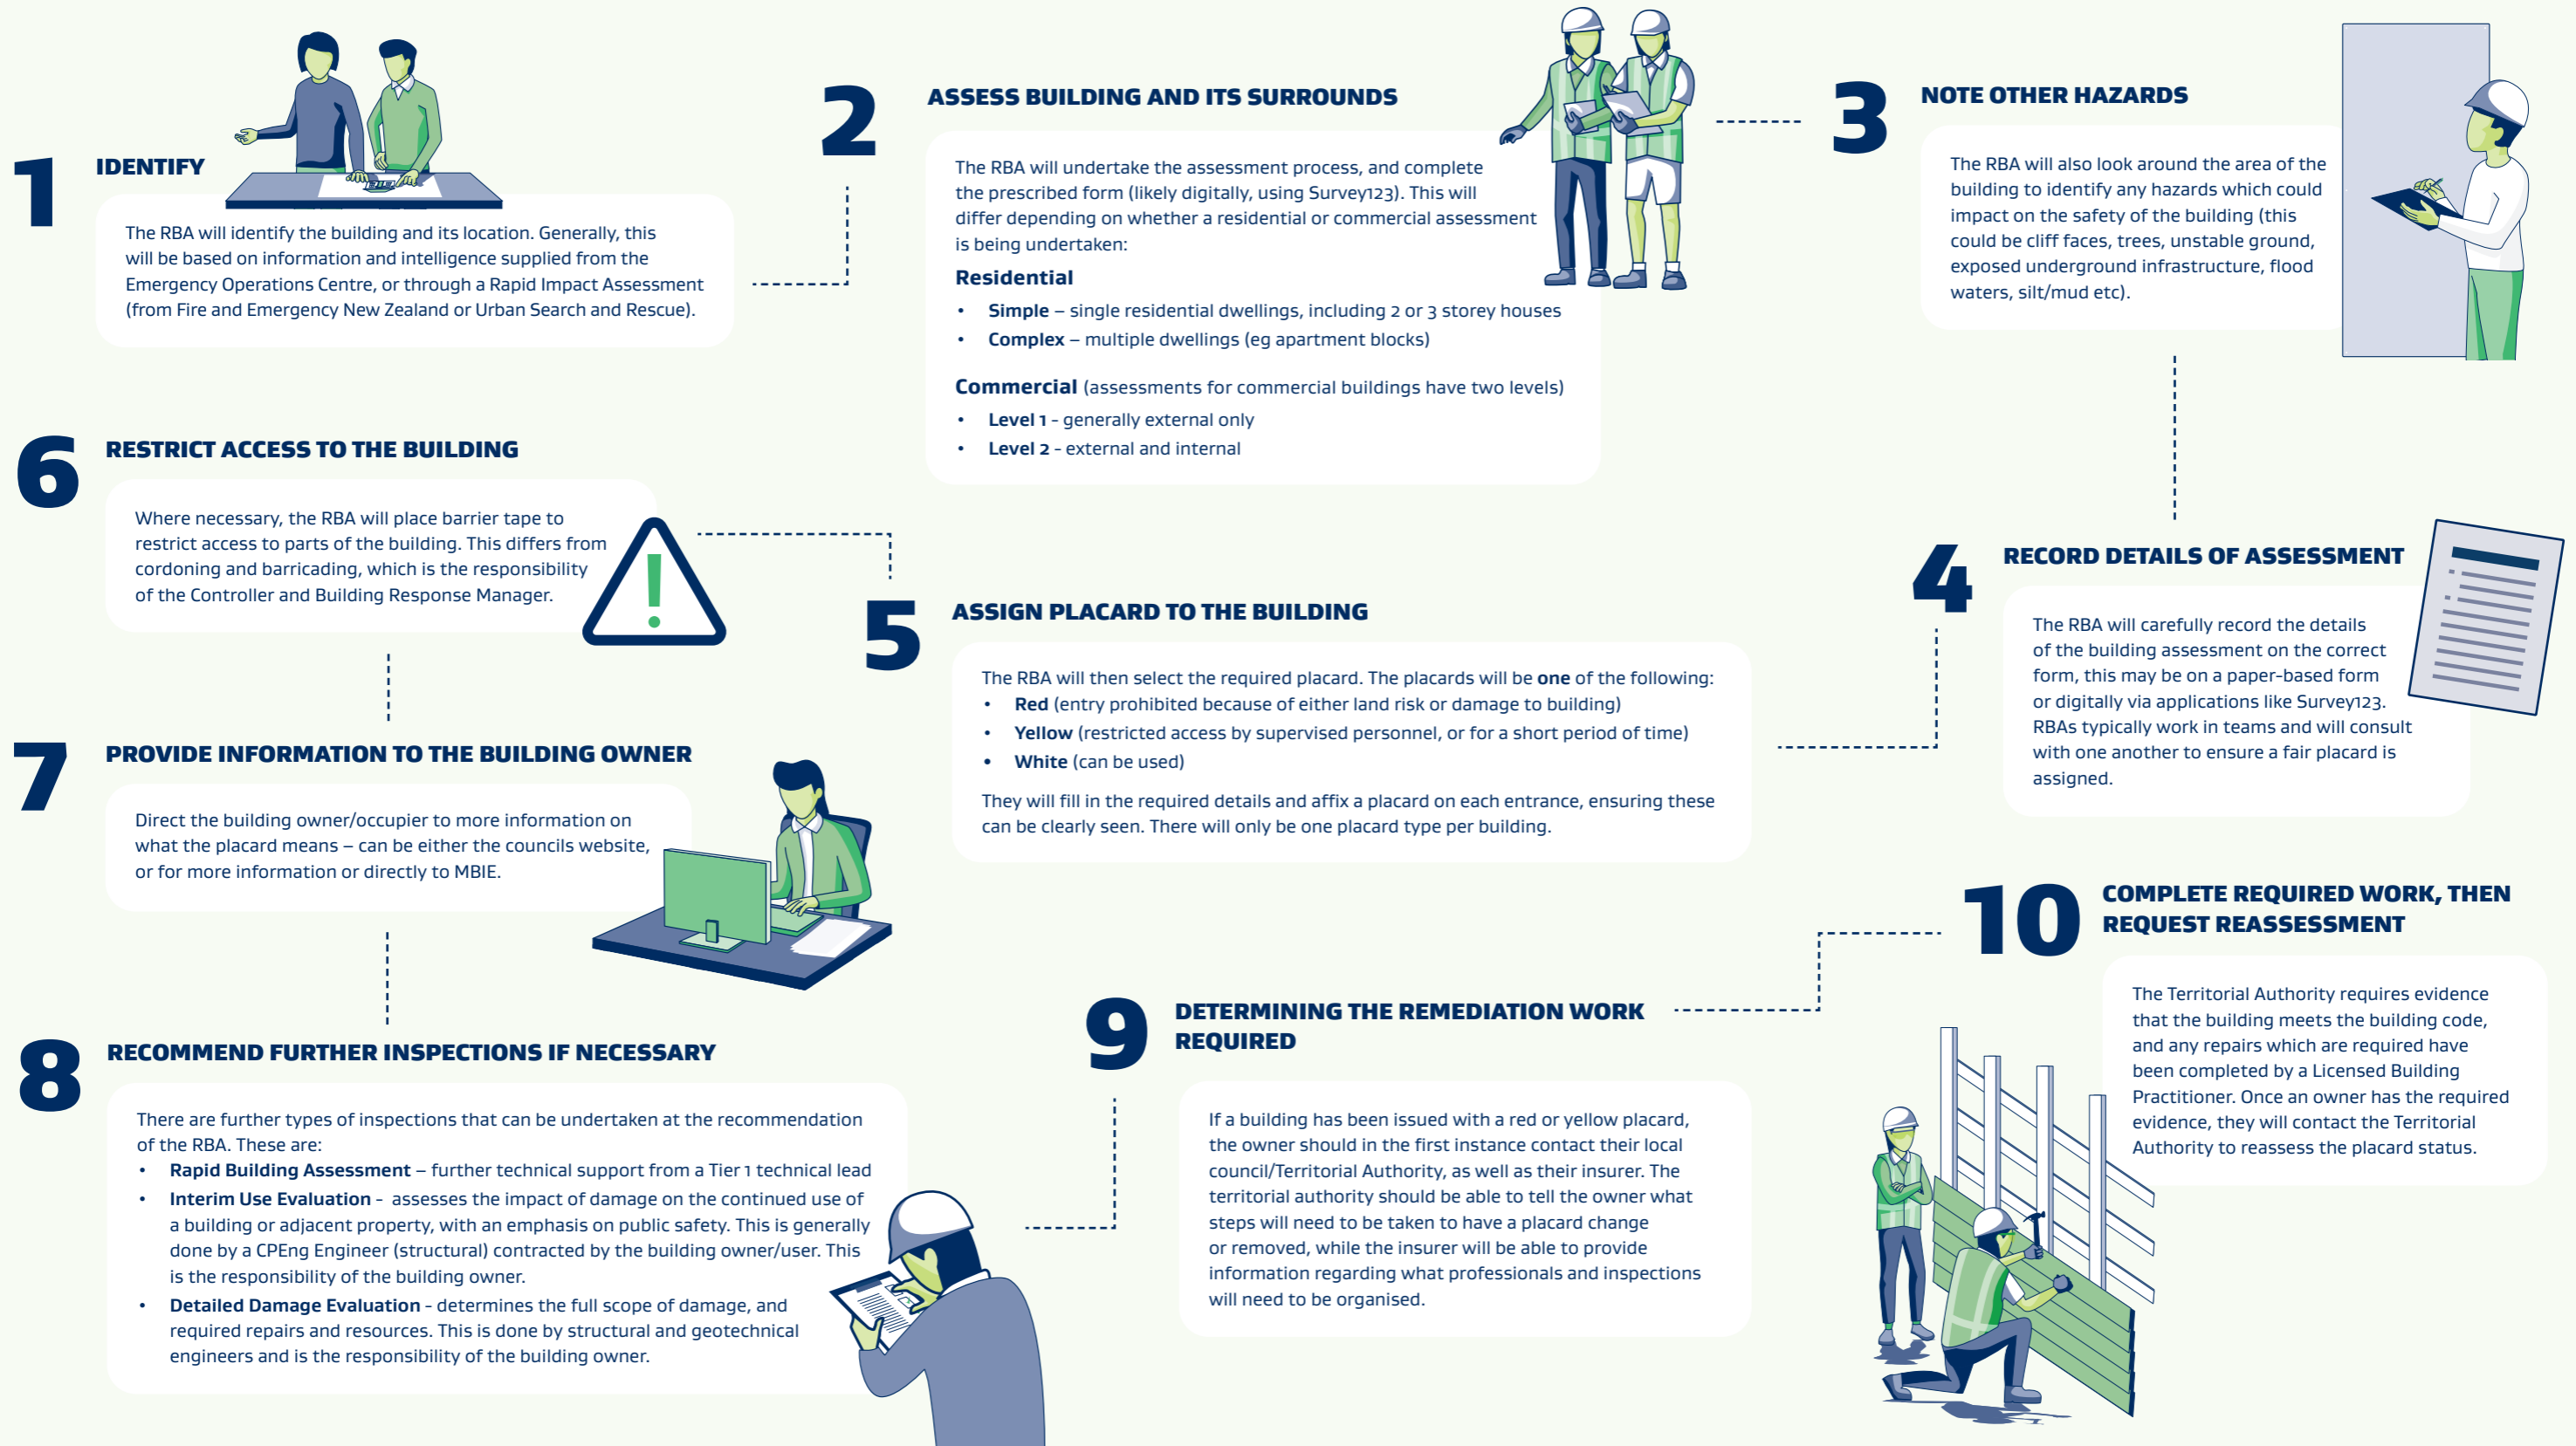 1
IDENTIFY
The RBA will identify the building and its location. Generally, this
will be based on information and intelligence supplied from the
Emergency Operations Centre, or through a Rapid Impact Assessment
(from Fire and Emergency New Zealand or Urban Search and Rescue).
2
ASSESS BUILDING AND ITS SURROUNDS
The RBA will undertake the assessment process, and complete
the prescribed form (likely digitally, using Survey123). This will
differ depending on whether a residential or commercial assessment
is being undertaken:
Residential
• Simple – single residential dwellings, including 2 or 3 storey houses
• Complex – multiple dwellings (eg apartment blocks)
Commercial (assessments for commercial buildings have two levels)
• Level 1 - generally external only
• Level 2 - external and internal
3
NOTE OTHER HAZARDS
The RBA will also look around the area of the
building to identify any hazards which could
impact on the safety of the building (this
could be cliff faces, trees, unstable ground,
exposed underground infrastructure, flood
waters, silt/mud etc).
4
RECORD DETAILS OF ASSESSMENT
The RBA will carefully record the details
of the building assessment on the correct
form, this may be on a paper-based form
or digitally via applications like Survey123.
RBAs typically work in teams and will consult
with one another to ensure a fair placard is
assigned.
5
ASSIGN PLACARD TO THE BUILDING
The RBA will then select the required placard. The placards will be one of the following:
• Red (entry prohibited because of either land risk or damage to building)
• Yellow (restricted access by supervised personnel, or for a short period of time)
• White (can be used)
They will fill in the required details and affix a placard on each entrance, ensuring these
can be clearly seen. There will only be one placard type per building.
6
RESTRICT ACCESS TO THE BUILDING
Where necessary, the RBA will place barrier tape to
restrict access to parts of the building. This differs from
cordoning and barricading, which is the responsibility
of the Controller and Building Response Manager.
!
7
PROVIDE INFORMATION TO THE BUILDING OWNER
Direct the building owner/occupier to more information on
what the placard means – can be either the councils website,
or for more information or directly to MBIE.
8
RECOMMEND FURTHER INSPECTIONS IF NECESSARY
There are further types of inspections that can be undertaken at the recommendation
of the RBA. These are:
• Rapid Building Assessment – further technical support from a Tier 1 technical lead
• Interim Use Evaluation - assesses the impact of damage on the continued use of
a building or adjacent property, with an emphasis on public safety. This is generally
done by a CPEng Engineer (structural) contracted by the building owner/user. This
is the responsibility of the building owner.
• Detailed Damage Evaluation - determines the full scope of damage, and
required repairs and resources. This is done by structural and geotechnical
engineers and is the responsibility of the building owner.
9
DETERMINING THE REMEDIATION WORK
REQUIRED
If a building has been issued with a red or yellow placard,
the owner should in the first instance contact their local
council/Territorial Authority, as well as their insurer. The
territorial authority should be able to tell the owner what
steps will need to be taken to have a placard change
or removed, while the insurer will be able to provide
information regarding what professionals and inspections
will need to be organised.
10
COMPLETE REQUIRED WORK, THEN
REQUEST REASSESSMENT
The Territorial Authority requires evidence
that the building meets the building code,
and any repairs which are required have
been completed by a Licensed Building
Practitioner. Once an owner has the required
evidence, they will contact the Territorial
Authority to reassess the placard status.